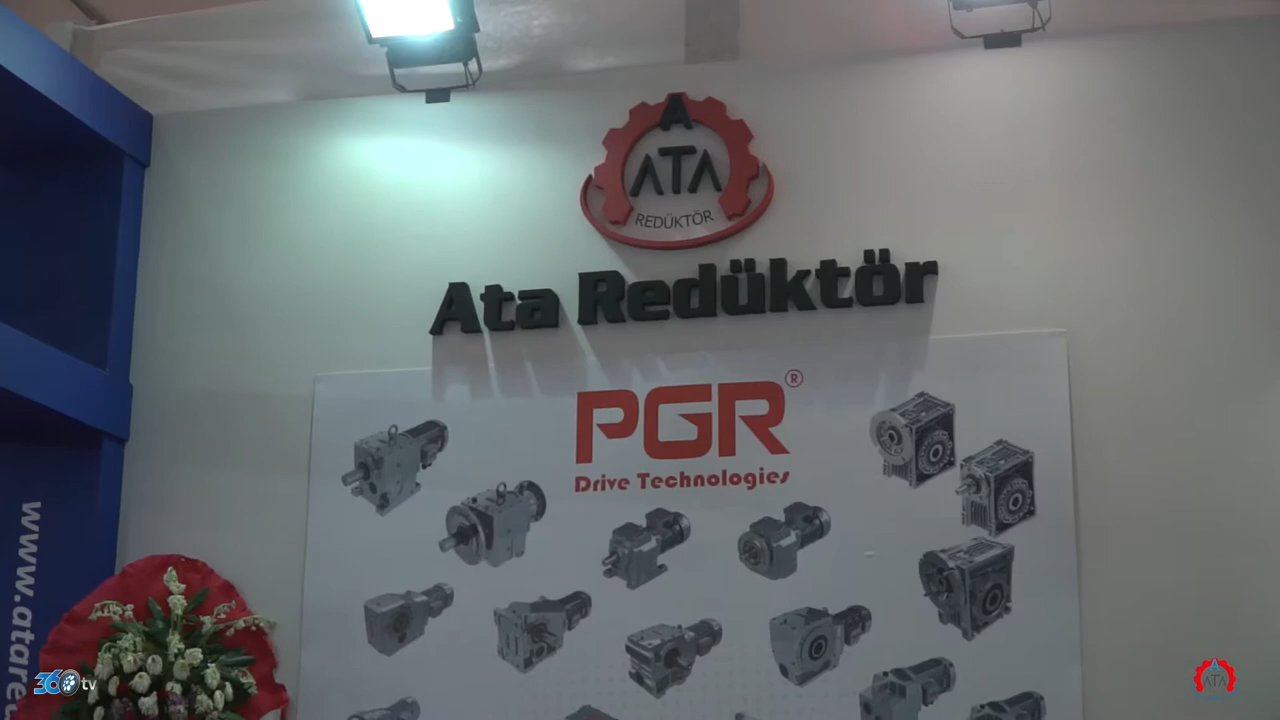 A
ATA
REDÜKTÖR
Ata Redüktör
PGR®
Drive Technologies
www.atare
360 tv
ATA